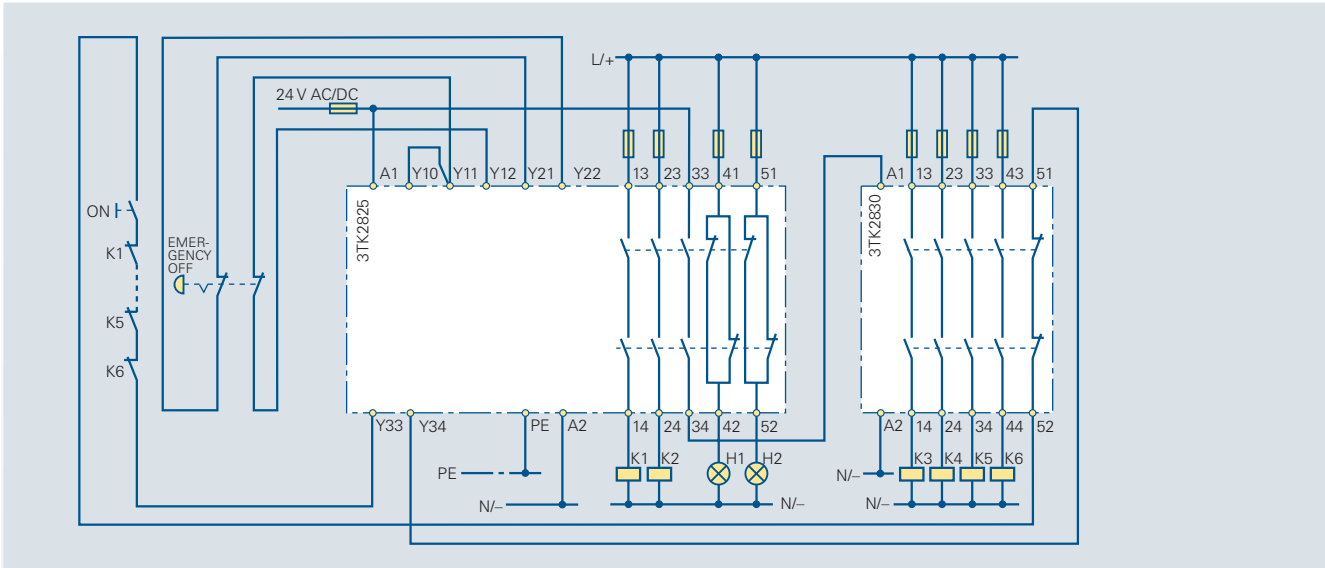 L/+
24 V AC/DC
A1 Y10 Y11 Y12 Y21 Y22 13 23 33 41 51 A1 13 23 33 43 51
3TK2825
3TK2830
ON
K1
EMER-
GENCY
OFF
K5
K6
Y33 Y34 PE A2 14 24 34 42 52 A2 14 24 34 44 52
K1 K2 H1 H2 K3 K4 K5 K6
PE
N/–
N/–
N/–
N/–